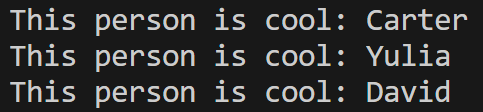 This person is cool: Carter
This person is cool: Yulia
This person is cool: David